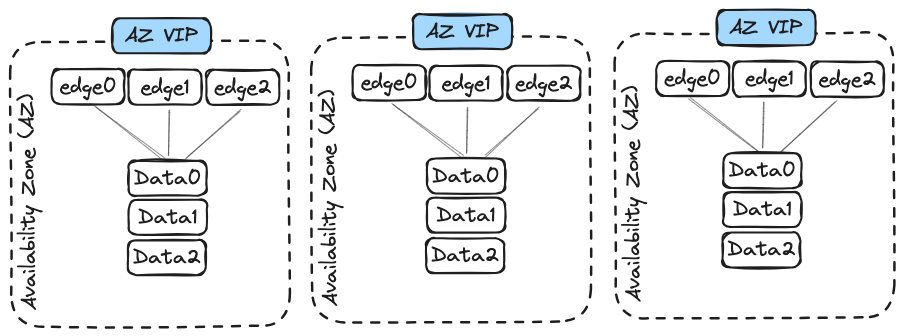 AZ VIP
edge0 edge1 edge2
Availability Zone (AZ)
Data0
Data1
Data2
AZ VIP
edge0 edge1 edge2
Availability Zone (AZ)
Data0
Data1
Data2
AZ VIP
edge0 edge1 edge2
Availability Zone (AZ)
Data0
Data1
Data2